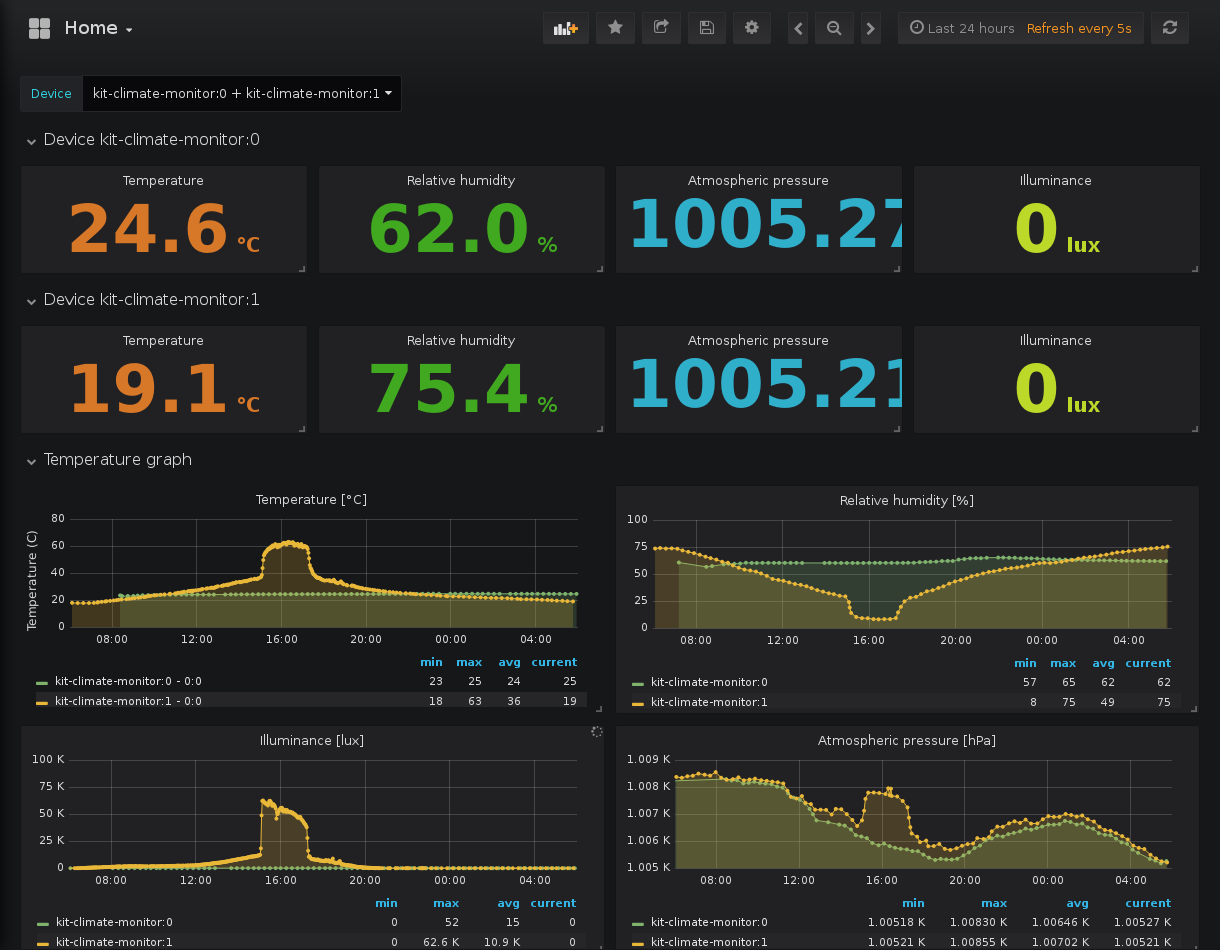 Home
Last 24 hours Refresh every 5s
Device kit-climate-monitor:0 + kit-climate-monitor:1
Device kit-climate-monitor:0
Temperature Relative humidity Atmospheric pressure Illuminance
24.6 °C 62.0 % 1005.27 0 lux
Device kit-climate-monitor:1
Temperature Relative humidity Atmospheric pressure Illuminance
19.1 °C 75.4 % 1005.21 0 lux
Temperature graph
Temperature [°C]
Temperature (C)
80
60
40
20
0
08:00 12:00 16:00 20:00 00:00 04:00
min max avg current
kit-climate-monitor:0 - 0:0 23 25 24 25
kit-climate-monitor:1 - 0:0 18 63 36 19
Relative humidity [%]
100
75
50
25
0
08:00 12:00 16:00 20:00 00:00 04:00
min max avg current
kit-climate-monitor:0 57 65 62 62
kit-climate-monitor:1 8 75 49 75
Illuminance [lux]
100 K
75 K
50 K
25 K
0
08:00 12:00 16:00 20:00 00:00 04:00
min max avg current
kit-climate-monitor:0 0 52 15 0
kit-climate-monitor:1 0 62.6 K 10.9 K 0
Atmospheric pressure [hPa]
1.009 K
1.008 K
1.007 K
1.006 K
1.005 K
08:00 12:00 16:00 20:00 00:00 04:00
min max avg current
kit-climate-monitor:0 1.00518 K 1.00830 K 1.00646 K 1.00527 K
kit-climate-monitor:1 1.00521 K 1.00855 K 1.00702 K 1.00521 K